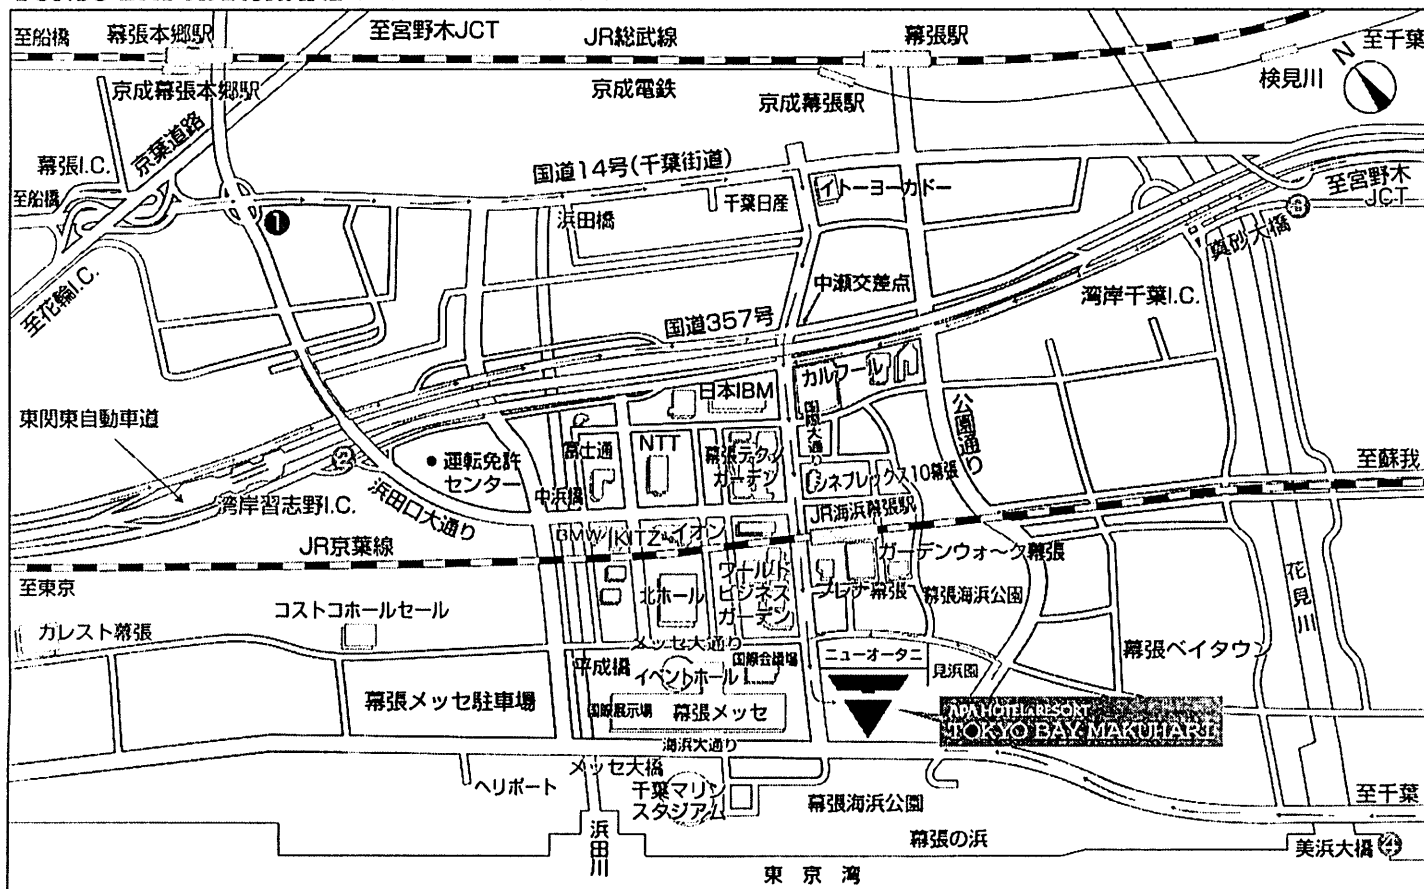 至船橋
幕張本郷駅
至宮野木JCT
JR総武線
幕張駅
N
至千葉
京成幕張本郷駅
京成電鉄
京成幕張駅
検見川
幕張I.C.
京葉道路
国道14号(千葉街道)
至船橋
①
浜田橋
千葉日産
イトーヨーカドー
至宮野木
JCT
真砂大橋
至花輪I.C.
中瀬交差点
湾岸千葉I.C.
国道357号
カルフール
日本IBM
国際大通り
公園通り
東関東自動車道
②
運転免許
センター
富士通
NTT
幕張テクノ
ガーデン
シネプレックス10幕張
至蘇我
湾岸習志野I.C.
浜田口大通り
中浜橋
JR海浜幕張駅
JR京葉線
BMW
KITZ
イオン
ガーデンウォーク幕張
至東京
コストコホールセール
北ホール
ワールド
ビジネス
ガーデン
プレナ幕張
幕張海浜公園
花見川
カレスト幕張
メッセ大通り
幕張ベイタウン
平成橋
イベントホール
国際会議場
ニューオータニ
見浜園
幕張メッセ駐車場
国際展示場
幕張メッセ
APA HOTEL&RESORT
TOKYO BAY MAKUHARI
海浜大通り
メッセ大橋
ヘリポート
千葉マリン
スタジアム
幕張海浜公園
至千葉
浜田川
幕張の浜
美浜大橋
④
東京湾